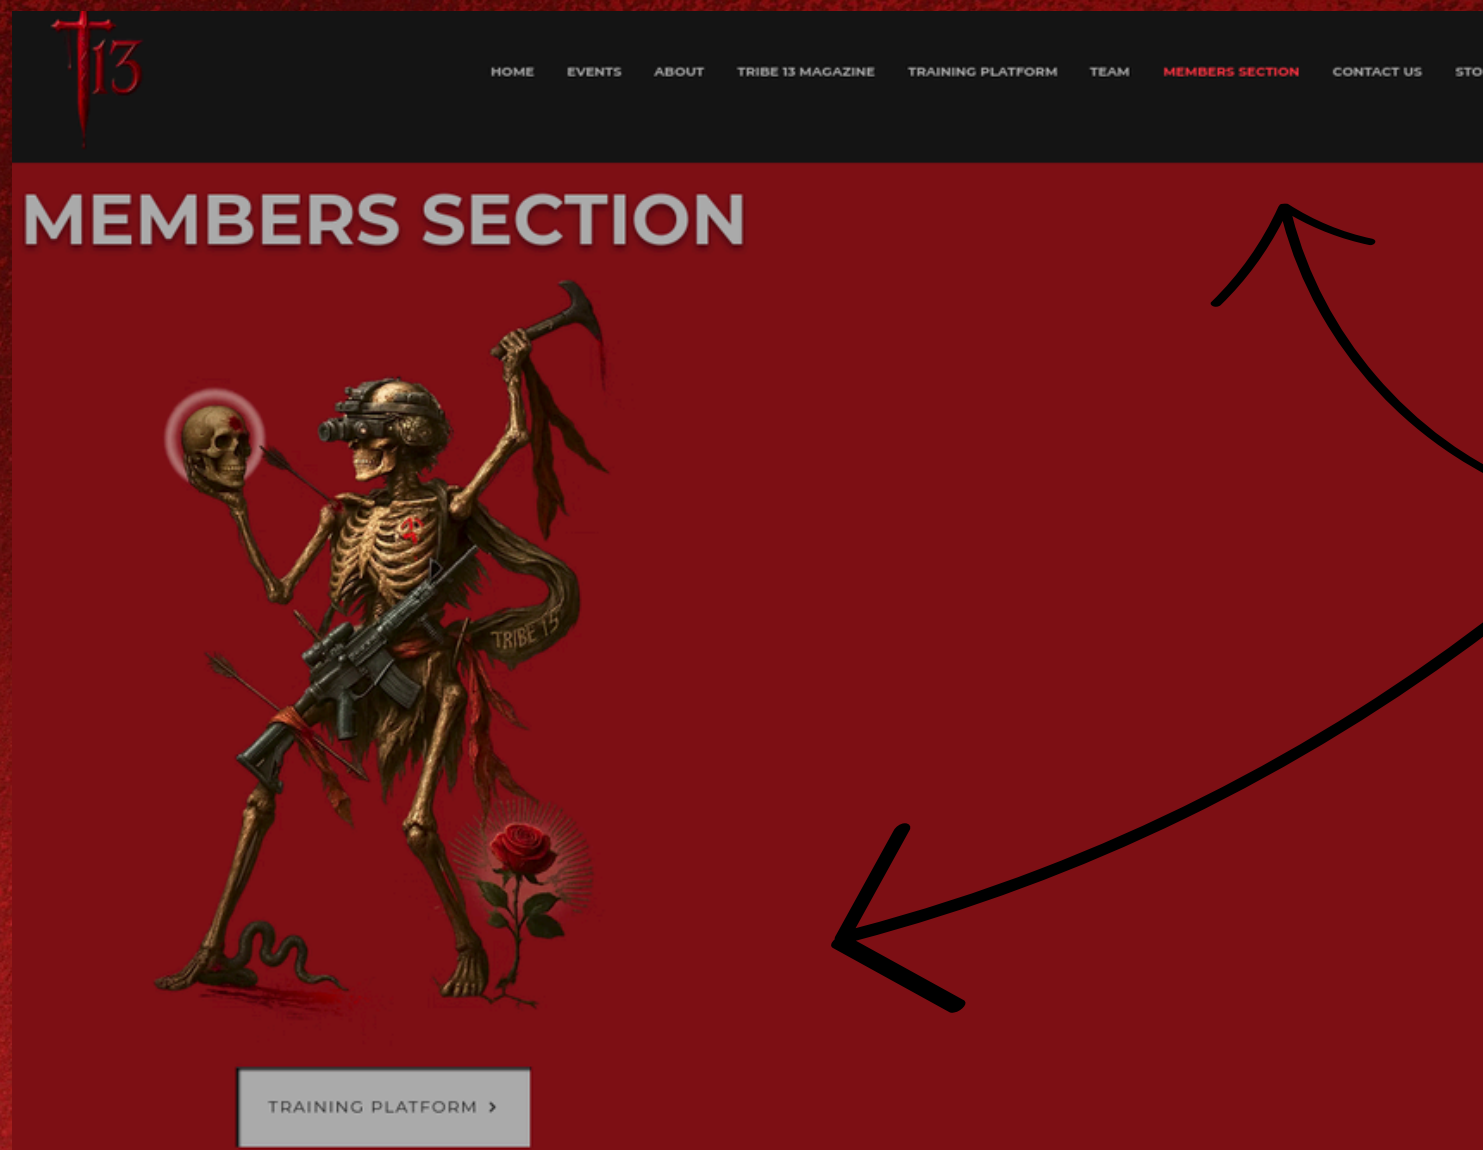 T13
HOME EVENTS ABOUT TRIBE 13 MAGAZINE TRAINING PLATFORM TEAM MEMBERS SECTION CONTACT US STO
MEMBERS SECTION
TRIBE 13
TRAINING PLATFORM >